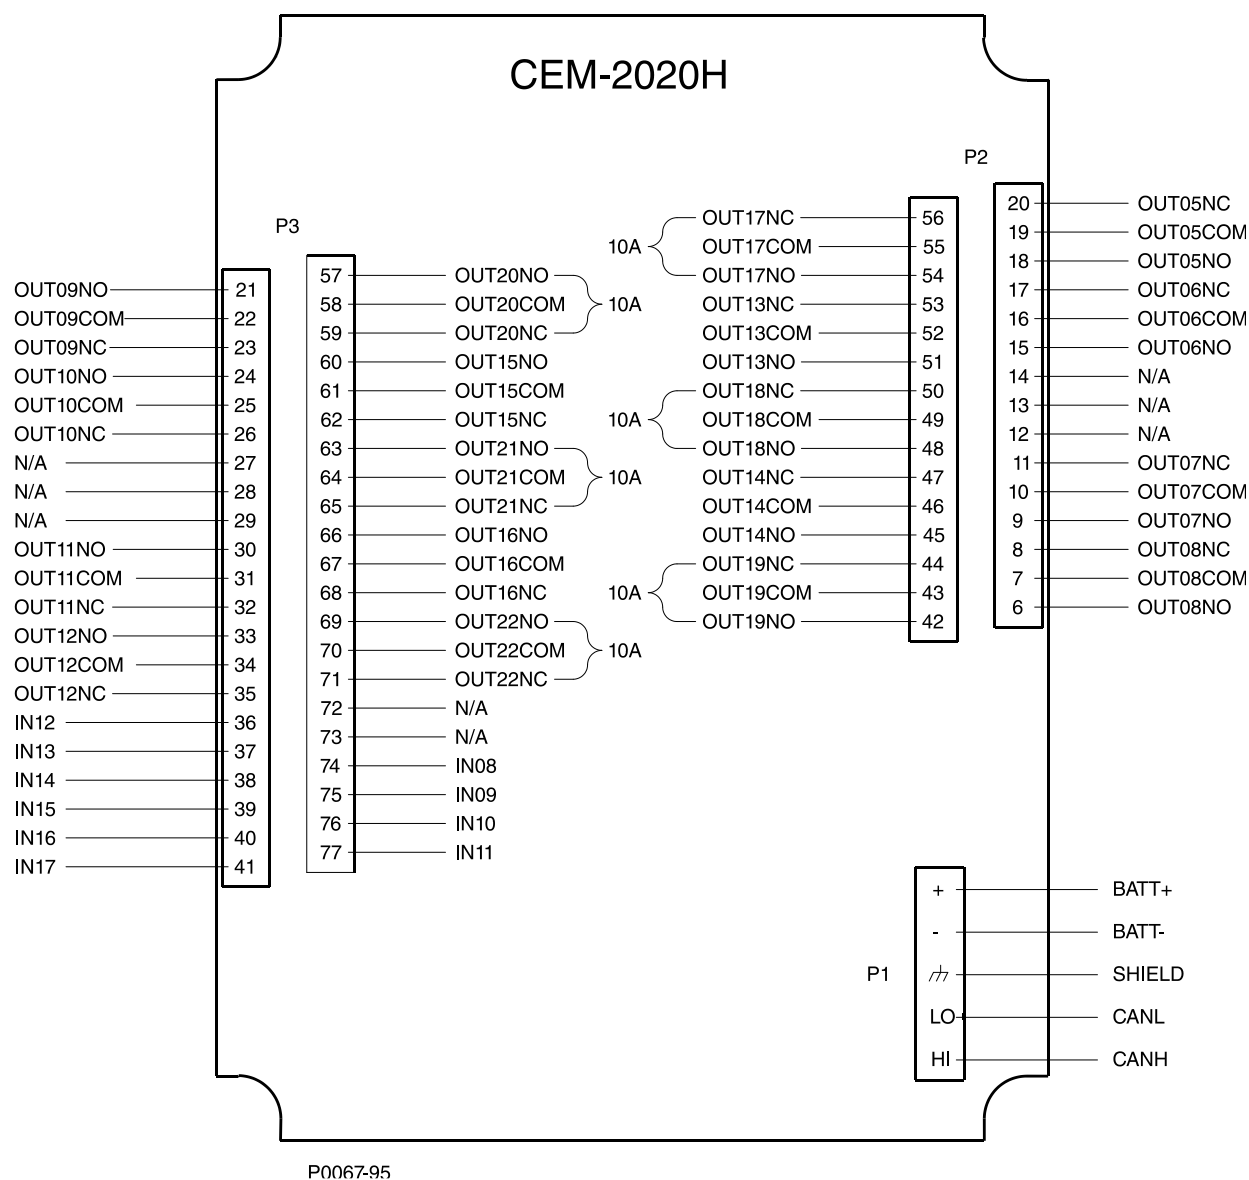 CEM-2020H
P3
OUT09NO 21
OUT09COM 22
OUT09NC 23
OUT10NO 24
OUT10COM 25
OUT10NC 26
N/A 27
N/A 28
N/A 29
OUT11NO 30
OUT11COM 31
OUT11NC 32
OUT12NO 33
OUT12COM 34
OUT12NC 35
IN12 36
IN13 37
IN14 38
IN15 39
IN16 40
IN17 41
57 OUT20NO
58 OUT20COM 10A
59 OUT20NC
60 OUT15NO
61 OUT15COM
62 OUT15NC
63 OUT21NO
64 OUT21COM 10A
65 OUT21NC
66 OUT16NO
67 OUT16COM
68 OUT16NC
69 OUT22NO
70 OUT22COM 10A
71 OUT22NC
72 N/A
73 N/A
74 IN08
75 IN09
76 IN10
77 IN11
P2
OUT17NC 56
10A OUT17COM 55
OUT17NO 54
OUT13NC 53
OUT13COM 52
OUT13NO 51
OUT18NC 50
10A OUT18COM 49
OUT18NO 48
OUT14NC 47
OUT14COM 46
OUT14NO 45
OUT19NC 44
10A OUT19COM 43
OUT19NO 42
20 OUT05NC
19 OUT05COM
18 OUT05NO
17 OUT06NC
16 OUT06COM
15 OUT06NO
14 N/A
13 N/A
12 N/A
11 OUT07NC
10 OUT07COM
9 OUT07NO
8 OUT08NC
7 OUT08COM
6 OUT08NO
P1
+ BATT+
- BATT-
SHIELD
LO CANL
HI CANH
P0067-95